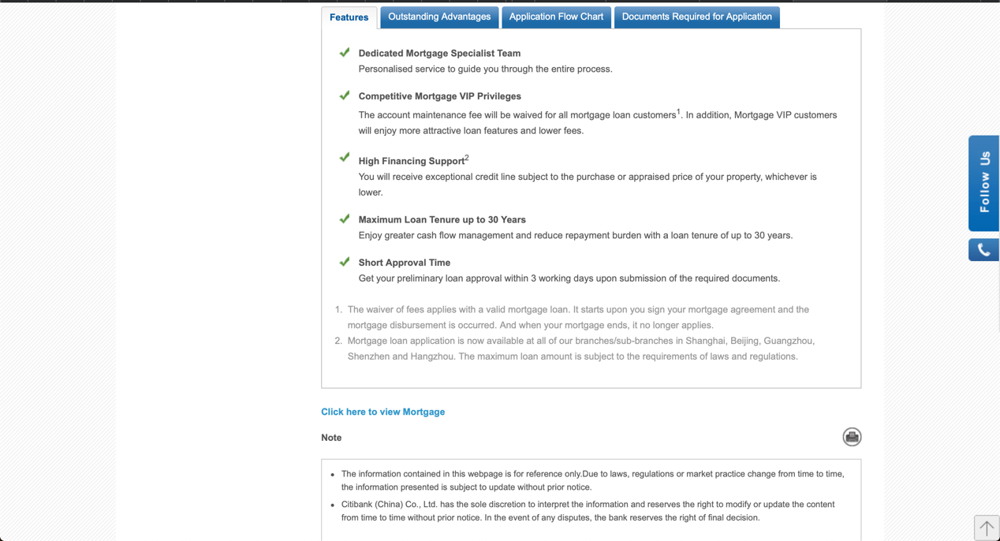 Features
Outstanding Advantages
Application Flow Chart
Documents Required for Application
Dedicated Mortgage Specialist Team
Personalised service to guide you through the entire process.
Competitive Mortgage VIP Privileges
The account maintenance fee will be waived for all mortgage loan customers1. In addition, Mortgage VIP customers
will enjoy more attractive loan features and lower fees.
High Financing Support2
You will receive exceptional credit line subject to the purchase or appraised price of your property, whichever is
lower.
Maximum Loan Tenure up to 30 Years
Enjoy greater cash flow management and reduce repayment burden with a loan tenure of up to 30 years.
Short Approval Time
Get your preliminary loan approval within 3 working days upon submission of the required documents.
1. The waiver of fees applies with a valid mortgage loan. It starts upon you sign your mortgage agreement and the
mortgage disbursement is occurred. And when your mortgage ends, it no longer applies.
2. Mortgage loan application is now available at all of our branches/sub-branches in Shanghai, Beijing, Guangzhou,
Shenzhen and Hangzhou. The maximum loan amount is subject to the requirements of laws and regulations.
Click here to view Mortgage
Note
• The information contained in this webpage is for reference only.Due to laws, regulations or market practice change from time to time,
the information presented is subject to update without prior notice.
• Citibank (China) Co., Ltd. has the sole discretion to interpret the information and reserves the right to modify or update the content
from time to time without prior notice. In the event of any disputes, the bank reserves the right of final decision.
Follow Us